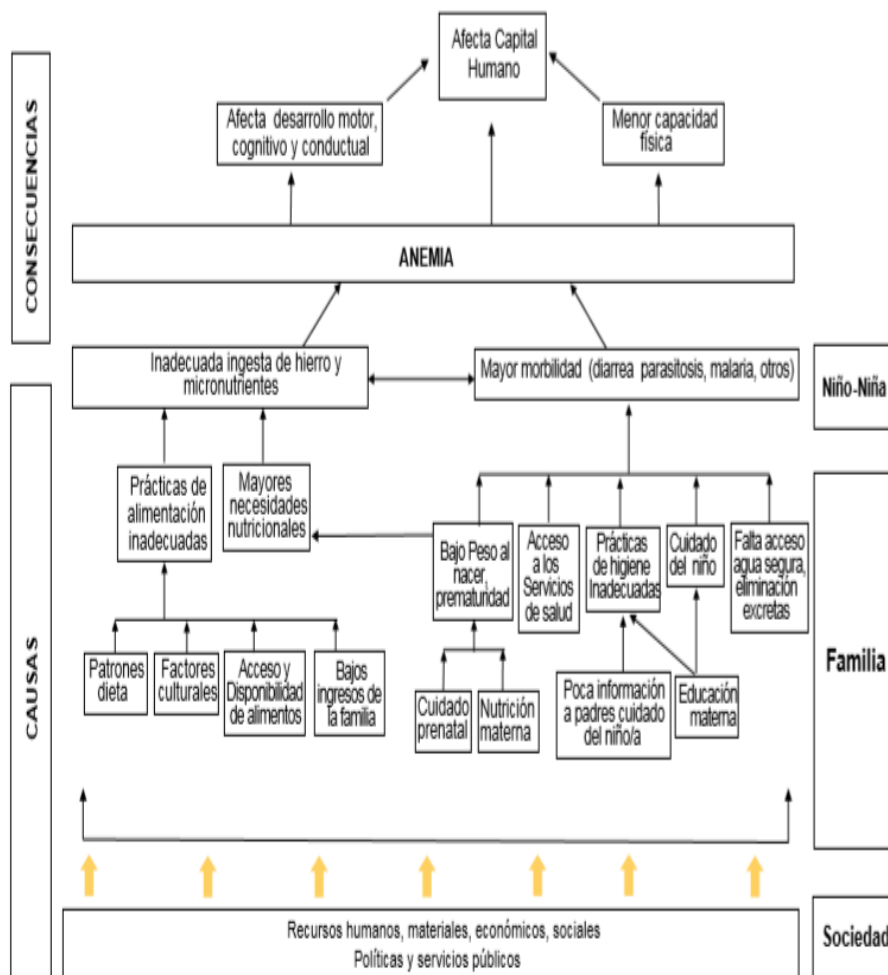 Afecta Capital
Humano
CONSECUENCIAS
Afecta desarrollo motor,
cognitivo y conductual
Menor capacidad
física
ANEMIA
Inadecuada ingesta de hierro y
micronutrientes
Mayor morbilidad (diarrea parasitosis, malaria, otros)
Niño-Niña
CAUSAS
Prácticas de
alimentación
inadecuadas
Mayores
necesidades
nutricionales
Bajo Peso al
nacer,
prematuridad
Acceso
a los
Servicios
de salud
Prácticas
de higiene
Inadecuadas
Cuidado
del niño
Falta acceso
agua segura,
eliminación
excretas
Familia
Patrones
dieta
Factores
culturales
Acceso y
Disponibilidad
de alimentos
Bajos
ingresos de
la familia
Cuidado
prenatal
Nutrición
materna
Poca información
a padres cuidado
del niño/a
Educación
materna
Recursos humanos, materiales, económicos, sociales
Políticas y servicios públicos
Sociedad